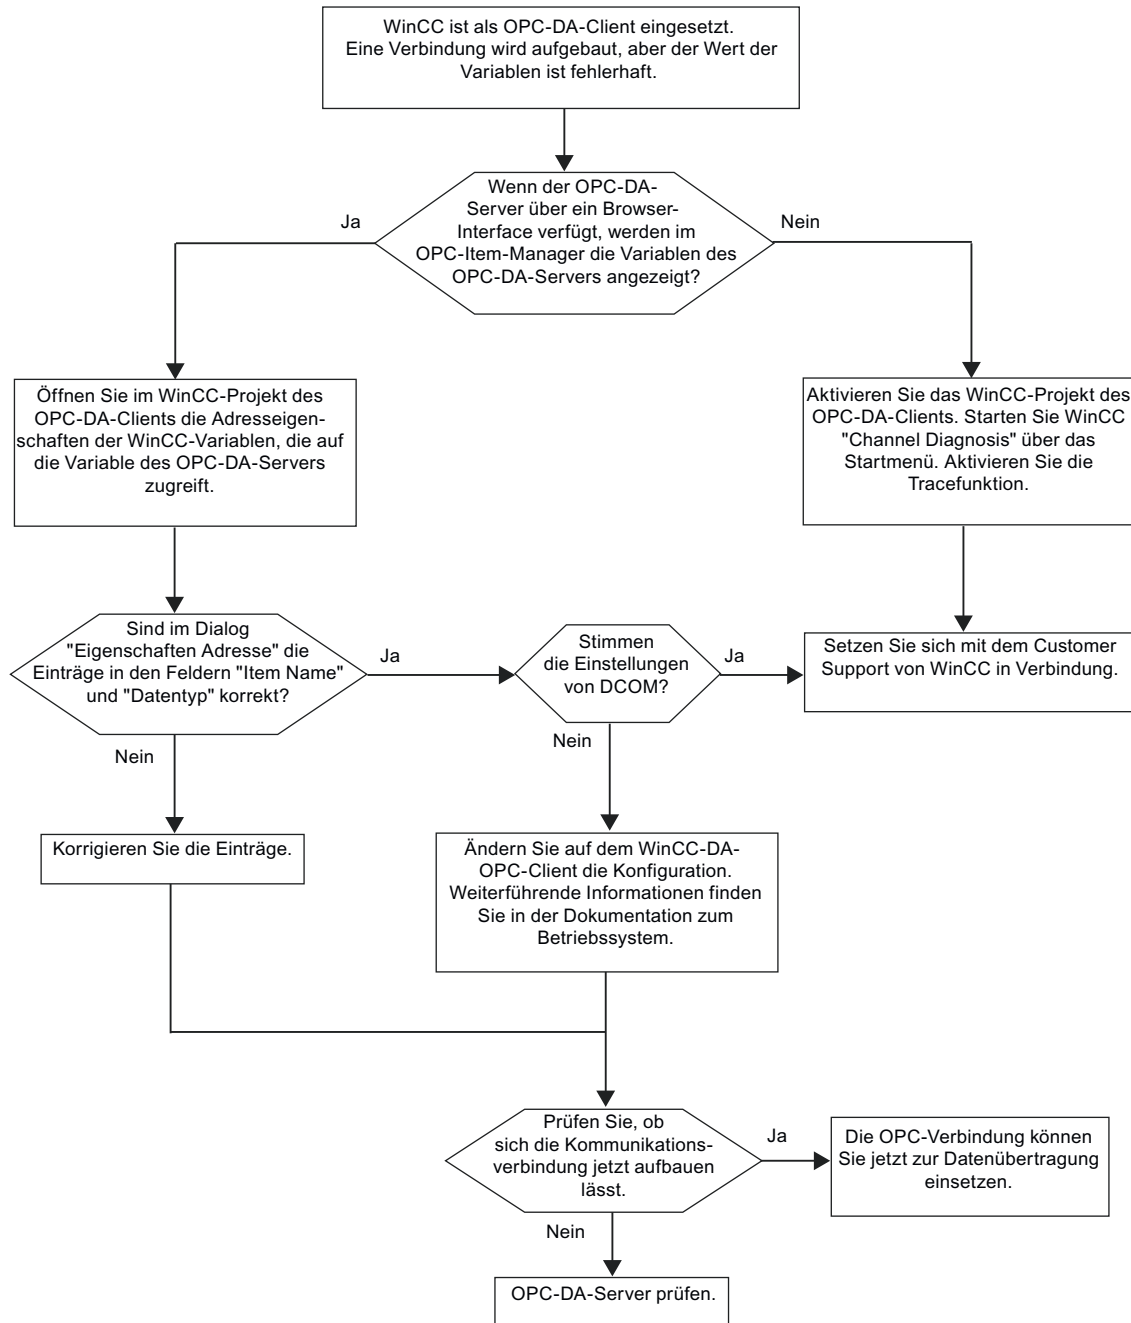 WinCC ist als OPC-DA-Client eingesetzt.
Eine Verbindung wird aufgebaut, aber der Wert der
Variablen ist fehlerhaft.
Wenn der OPC-DA-
Server über ein Browser-
Interface verfügt, werden im
OPC-Item-Manager die Variablen des
OPC-DA-Servers angezeigt?
Ja
Nein
Öffnen Sie im WinCC-Projekt des
OPC-DA-Clients die Adresseigen-
schaften der WinCC-Variablen, die auf
die Variable des OPC-DA-Servers
zugreift.
Aktivieren Sie das WinCC-Projekt des
OPC-DA-Clients. Starten Sie WinCC
"Channel Diagnosis" über das
Startmenü. Aktivieren Sie die
Tracefunktion.
Sind im Dialog
"Eigenschaften Adresse" die
Einträge in den Feldern "Item Name"
und "Datentyp" korrekt?
Ja
Nein
Stimmen
die Einstellungen
von DCOM?
Ja
Nein
Setzen Sie sich mit dem Customer
Support von WinCC in Verbindung.
Korrigieren Sie die Einträge.
Ändern Sie auf dem WinCC-DA-
OPC-Client die Konfiguration.
Weiterführende Informationen finden
Sie in der Dokumentation zum
Betriebssystem.
Prüfen Sie, ob
sich die Kommunikations-
verbindung jetzt aufbauen
lässt.
Ja
Nein
Die OPC-Verbindung können
Sie jetzt zur Datenübertragung
einsetzen.
OPC-DA-Server prüfen.